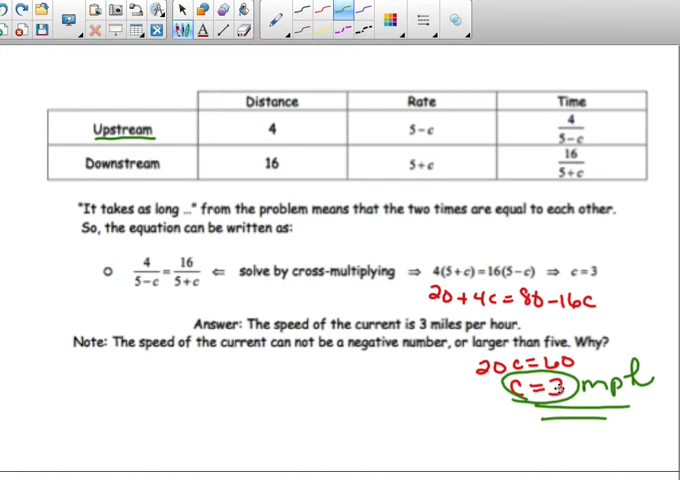 Distance Rate Time
Upstream 4 5-c 4/(5-c)
Downstream 16 5+c 16/(5+c)
"It takes as long ..." from the problem means that the two times are equal to each other.
So, the equation can be written as:
4/(5-c) = 16/(5+c) ⇐ solve by cross-multiplying ⇒ 4(5+c)=16(5-c) ⇒ c=3
20+4c=80-16c
Answer: The speed of the current is 3 miles per hour.
Note: The speed of the current can not be a negative number, or larger than five. Why?
20c=60
c=3 mph